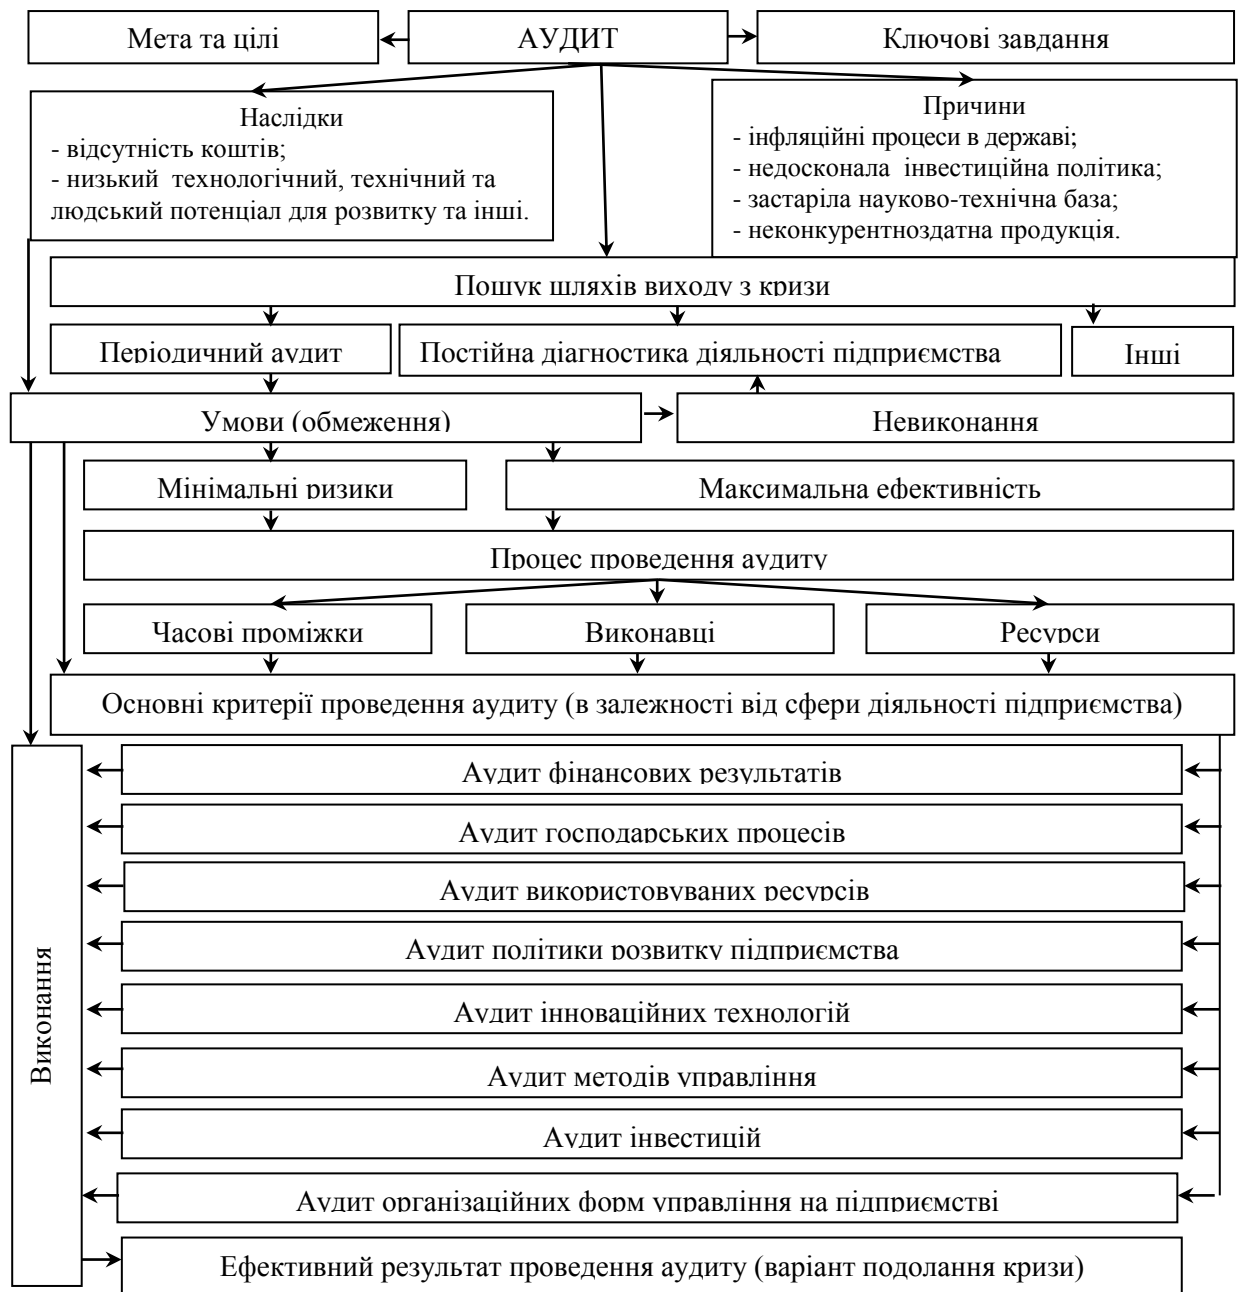 Мета та цілі
АУДИТ
Ключові завдання
Наслідки
- відсутність коштів;
- низький технологічний, технічний та
людський потенціал для розвитку та інші.
Причини
- інфляційні процеси в державі;
- недосконала інвестиційна політика;
- застаріла науково-технічна база;
- неконкурентноздатна продукція.
Пошук шляхів виходу з кризи
Періодичний аудит
Постійна діагностика діяльності підприємства
Інші
Умови (обмеження)
Невиконання
Мінімальні ризики
Максимальна ефективність
Процес проведення аудиту
Часові проміжки
Виконавці
Ресурси
Основні критерії проведення аудиту (в залежності від сфери діяльності підприємства)
Виконання
Аудит фінансових результатів
Аудит господарських процесів
Аудит використовуваних ресурсів
Аудит політики розвитку підприємства
Аудит інноваційних технологій
Аудит методів управління
Аудит інвестицій
Аудит організаційних форм управління на підприємстві
Ефективний результат проведення аудиту (варіант подолання кризи)